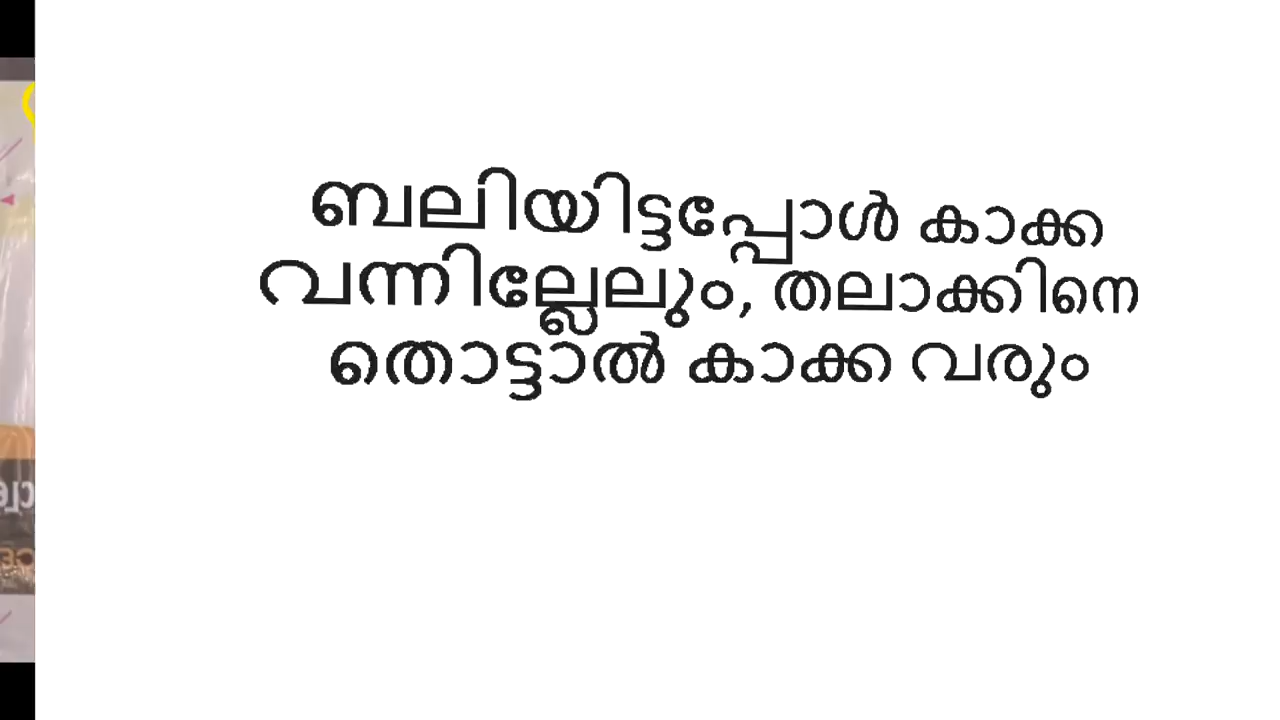 ബലിയിട്ടപ്പോൾ കാക്ക
വന്നില്ലേലും, തലാക്കിനെ
തൊട്ടാൽ കാക്ക വരും